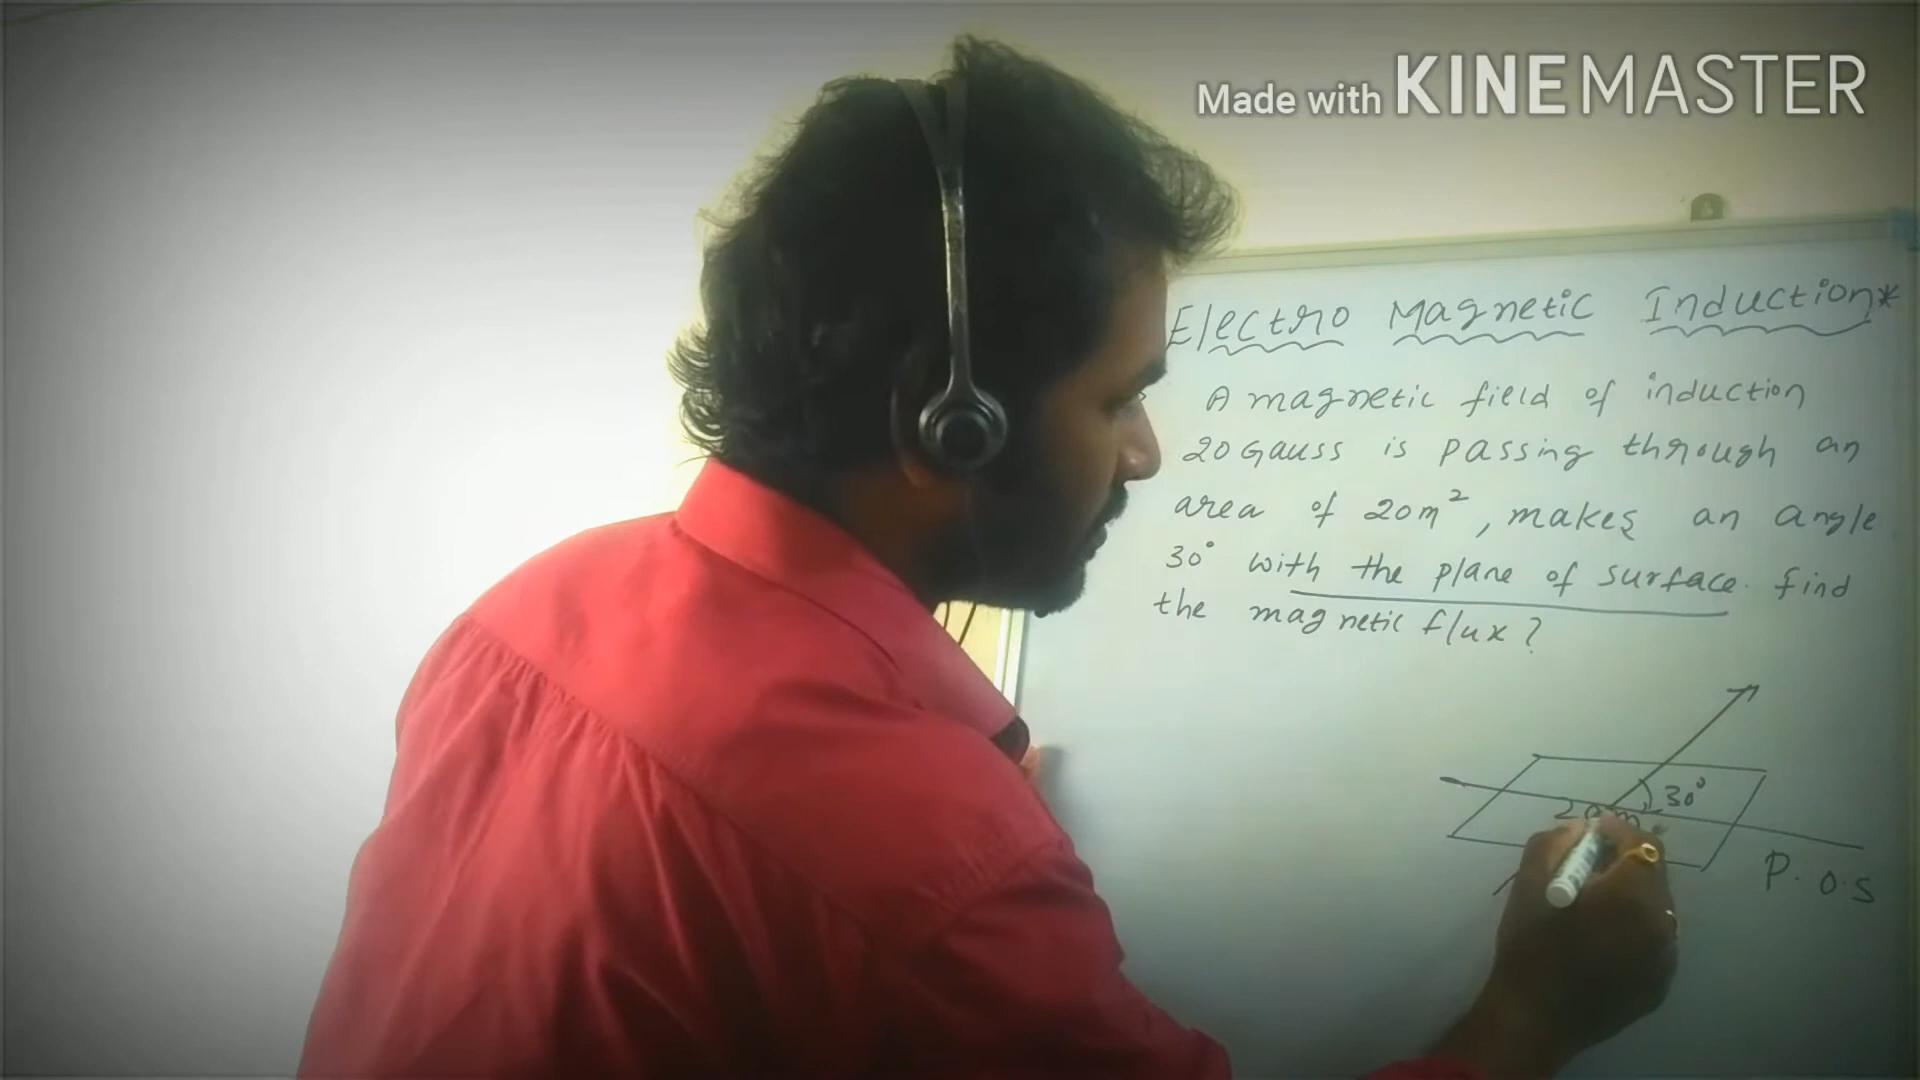 Made with KINEMASTER
Electro Magnetic Induction*
A magnetic field of induction
20 Gauss is passing through an
area of 20m², makes an angle
30° with the plane of surface. find
the magnetic flux?
30°
20m
P.O.S